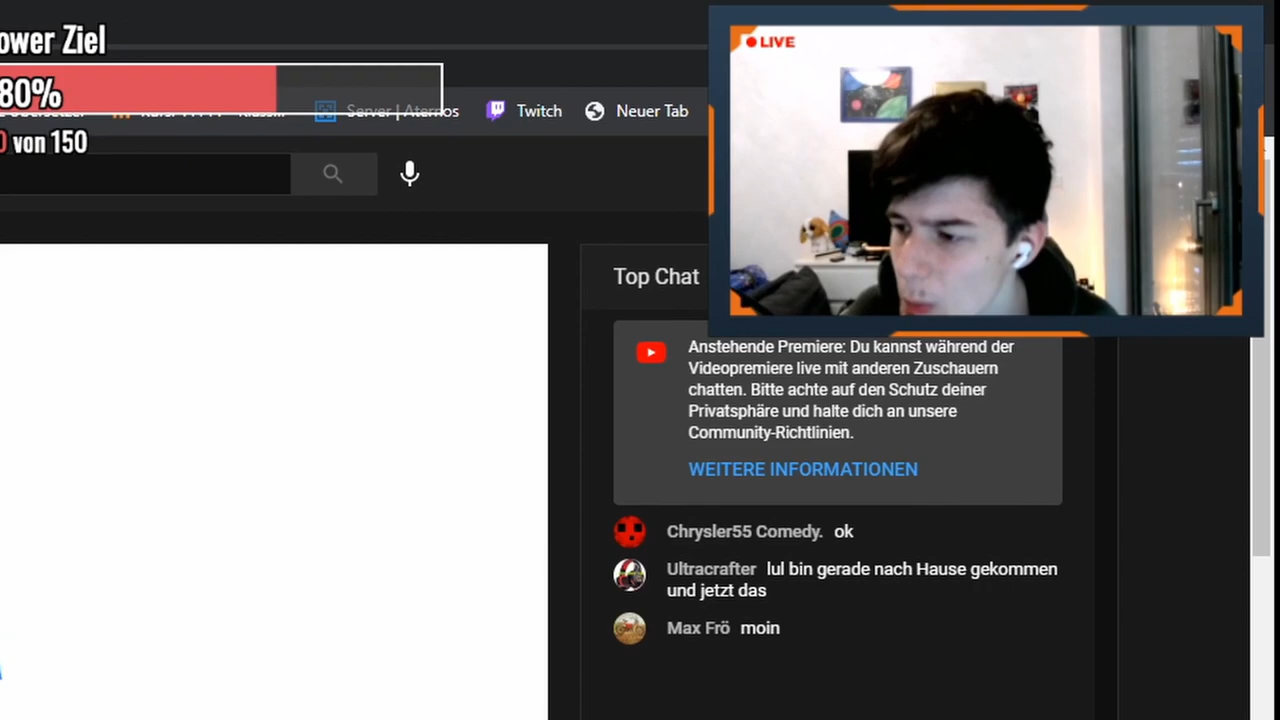 ower Ziel
80%
Server | Aternos
Twitch
Neuer Tab
0 von 150
LIVE
Top Chat
Anstehende Premiere: Du kannst während der
Videopremiere live mit anderen Zuschauern
chatten. Bitte achte auf den Schutz deiner
Privatsphäre und halte dich an unsere
Community-Richtlinien.
WEITERE INFORMATIONEN
Chrysler55 Comedy. ok
Ultracrafter lul bin gerade nach Hause gekommen
und jetzt das
Max Frö moin